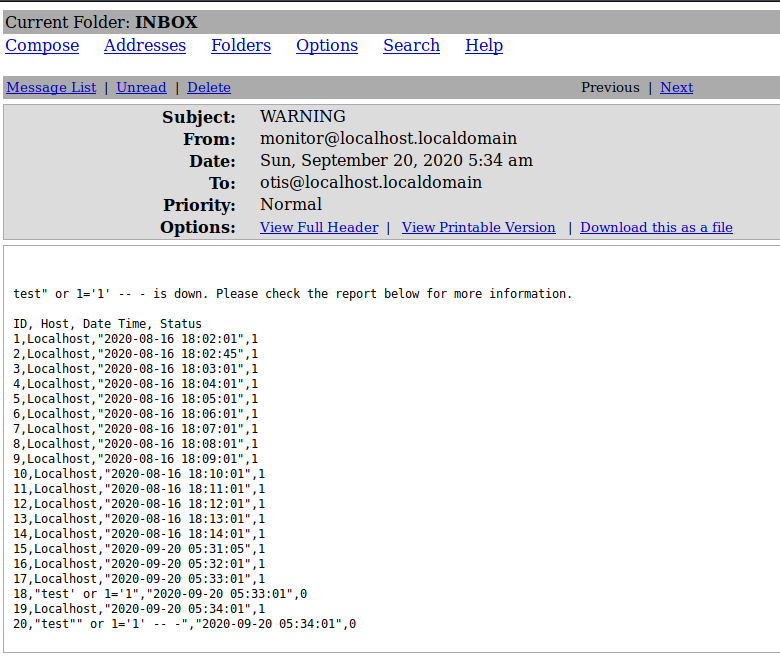 Current Folder: INBOX
Compose Addresses Folders Options Search Help
Message List | Unread | Delete Previous | Next
Subject: WARNING
From: monitor@localhost.localdomain
Date: Sun, September 20, 2020 5:34 am
To: otis@localhost.localdomain
Priority: Normal
Options: View Full Header | View Printable Version | Download this as a file
test" or 1='1' -- - is down. Please check the report below for more information.
ID, Host, Date Time, Status
1,Localhost,"2020-08-16 18:02:01",1
2,Localhost,"2020-08-16 18:02:45",1
3,Localhost,"2020-08-16 18:03:01",1
4,Localhost,"2020-08-16 18:04:01",1
5,Localhost,"2020-08-16 18:05:01",1
6,Localhost,"2020-08-16 18:06:01",1
7,Localhost,"2020-08-16 18:07:01",1
8,Localhost,"2020-08-16 18:08:01",1
9,Localhost,"2020-08-16 18:09:01",1
10,Localhost,"2020-08-16 18:10:01",1
11,Localhost,"2020-08-16 18:11:01",1
12,Localhost,"2020-08-16 18:12:01",1
13,Localhost,"2020-08-16 18:13:01",1
14,Localhost,"2020-08-16 18:14:01",1
15,Localhost,"2020-09-20 05:31:05",1
16,Localhost,"2020-09-20 05:32:01",1
17,Localhost,"2020-09-20 05:33:01",1
18,"test' or 1='1","2020-09-20 05:33:01",0
19,Localhost,"2020-09-20 05:34:01",1
20,"test"" or 1='1' -- -","2020-09-20 05:34:01",0